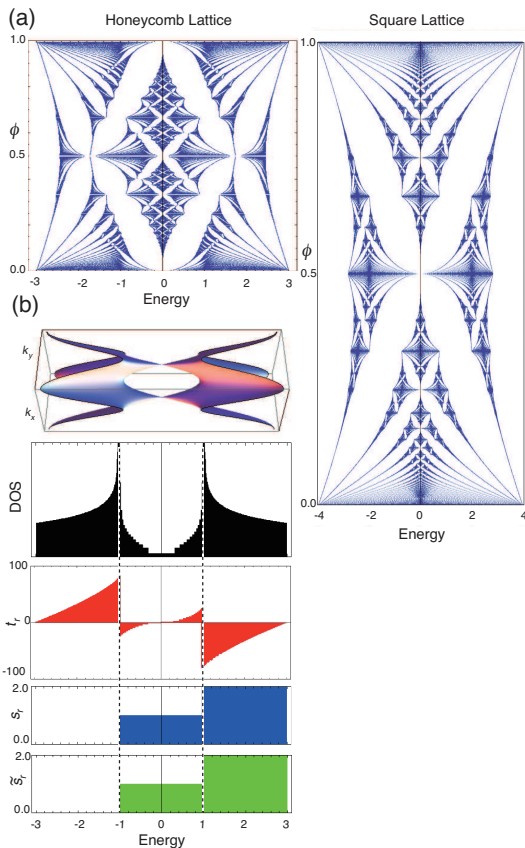 (a)
Honeycomb Lattice
1.0
ϕ
0.5
0.0
-3 -2 -1 0 1 2 3
Energy
Square Lattice
1.0
ϕ
0.5
0.0
-4 -2 0 2 4
Energy
(b)
k_y
k_x
DOS
100
t_r 0
-100
2.0
s_r
0.0
2.0
s̃_r
0.0
-3 -2 -1 0 1 2 3
Energy